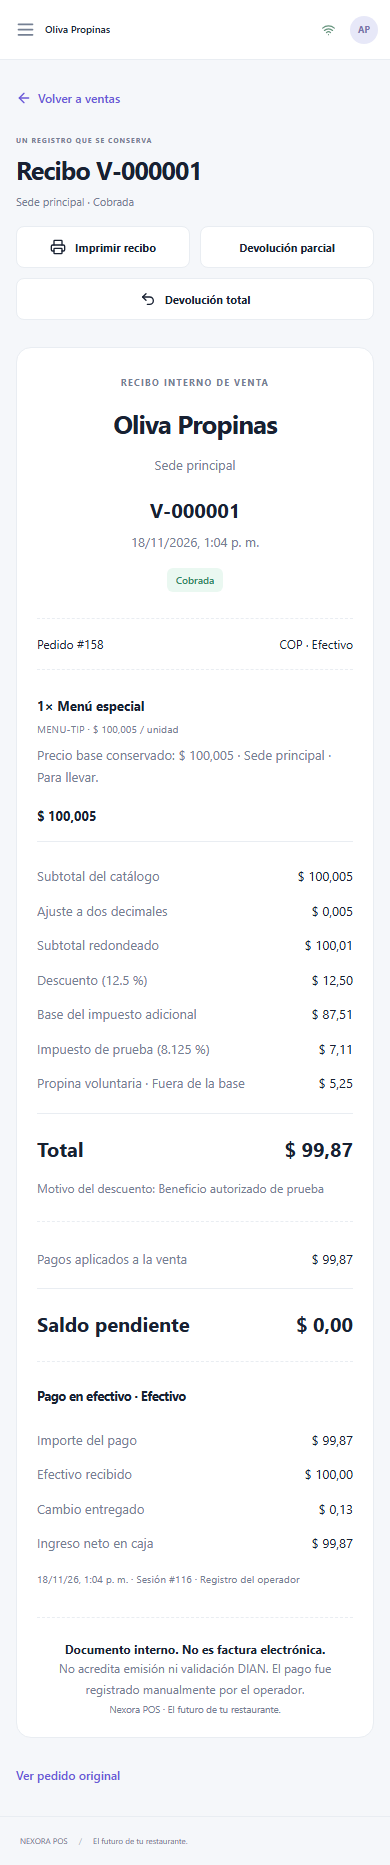 Oliva Propinas
AP
Volver a ventas
UN REGISTRO QUE SE CONSERVA
Recibo V-000001
Sede principal · Cobrada
Imprimir recibo
Devolución parcial
Devolución total
RECIBO INTERNO DE VENTA
Oliva Propinas
Sede principal
V-000001
18/11/2026, 1:04 p. m.
Cobrada
Pedido #158 COP · Efectivo
1× Menú especial
MENU-TIP · $ 100,005 / unidad
Precio base conservado: $ 100,005 · Sede principal ·
Para llevar.
$ 100,005
Subtotal del catálogo $ 100,005
Ajuste a dos decimales $ 0,005
Subtotal redondeado $ 100,01
Descuento (12.5 %) $ 12,50
Base del impuesto adicional $ 87,51
Impuesto de prueba (8.125 %) $ 7,11
Propina voluntaria · Fuera de la base $ 5,25
Total $ 99,87
Motivo del descuento: Beneficio autorizado de prueba
Pagos aplicados a la venta $ 99,87
Saldo pendiente $ 0,00
Pago en efectivo · Efectivo
Importe del pago $ 99,87
Efectivo recibido $ 100,00
Cambio entregado $ 0,13
Ingreso neto en caja $ 99,87
18/11/26, 1:04 p. m. · Sesión #116 · Registro del operador
Documento interno. No es factura electrónica.
No acredita emisión ni validación DIAN. El pago fue
registrado manualmente por el operador.
Nexora POS · El futuro de tu restaurante.
Ver pedido original
NEXORA POS / El futuro de tu restaurante.